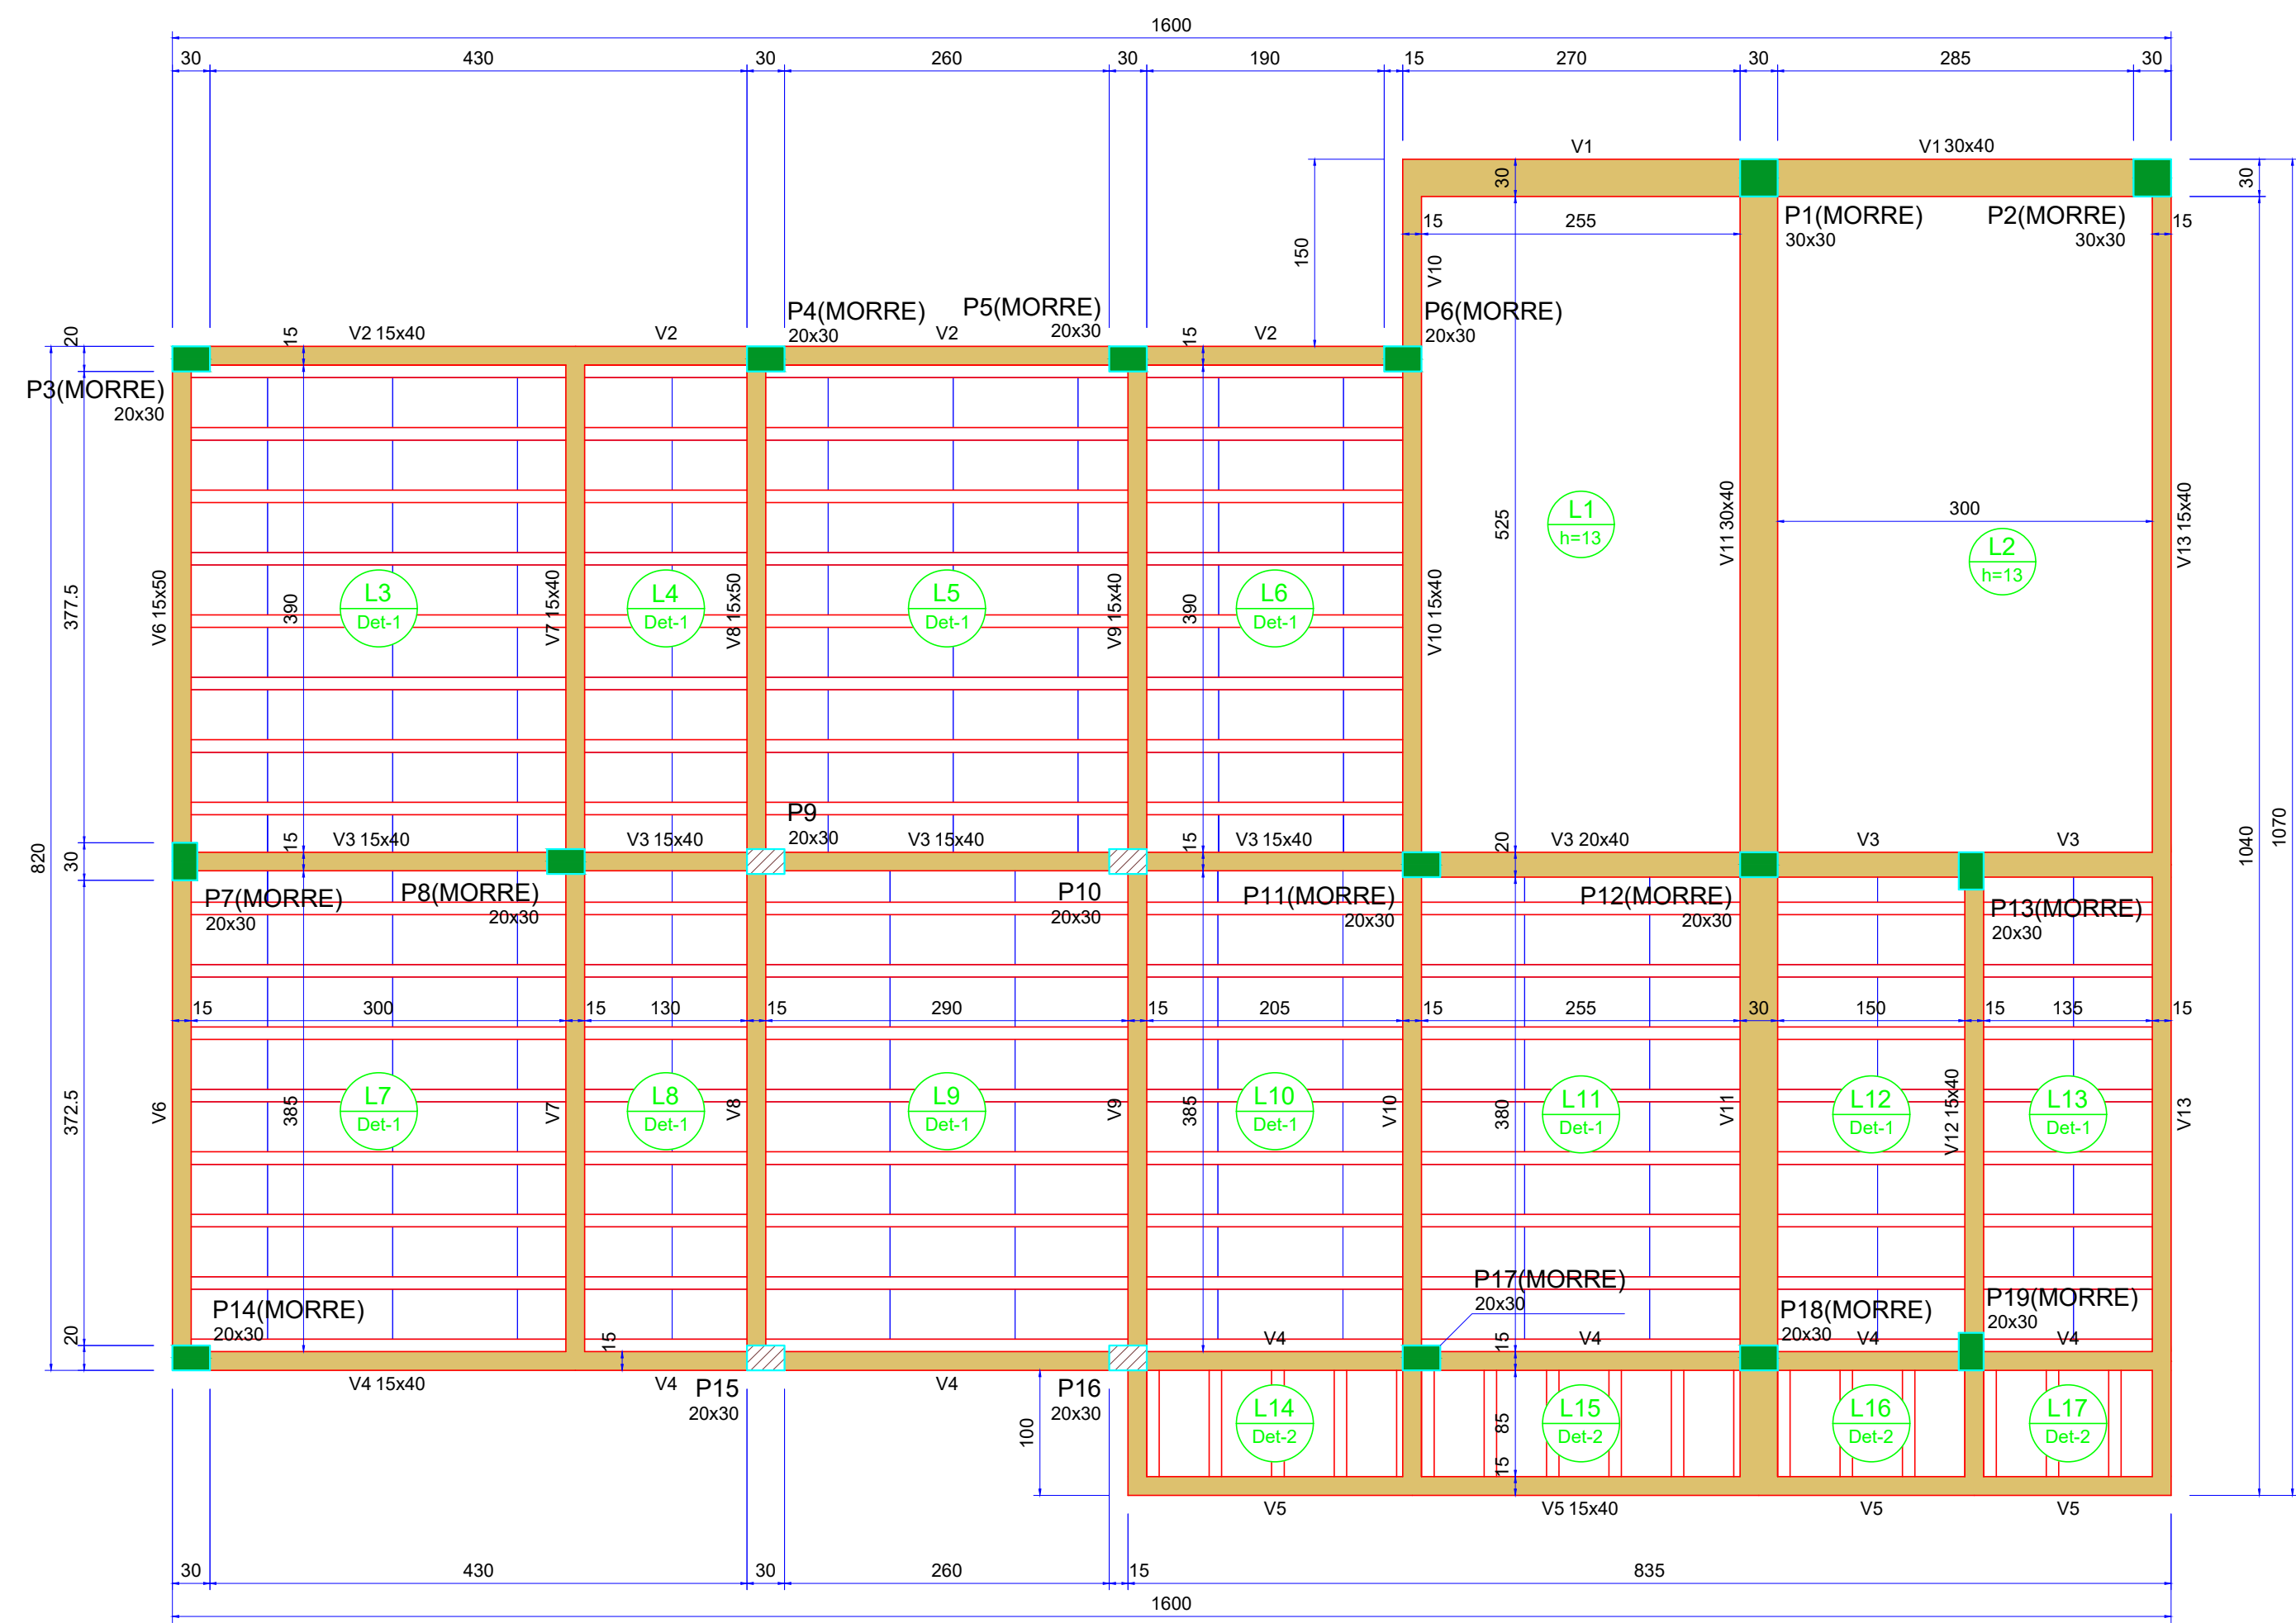 1600
30 430 30 260 30 190 15 270 30 285 30
V1 V1 30x40
30 30
P1(MORRE) P2(MORRE)
30x30 30x30
15 255 15
150
V10
P4(MORRE) P5(MORRE) P6(MORRE)
20x30 20x30 20x30
20 15 V2 15x40 V2 V2 15 V2
P3(MORRE)
20x30
L1
h=13
300
L2
h=13
525
V11 30x40
V13 15x40
377.5
V6 15x50
390
L3
Det-1
V7 15x40
L4
Det-1
V8 15x50
L5
Det-1
V9 15x40
390
L6
Det-1
V10 15x40
P9
20x30
820
30
15 V3 15x40 V3 15x40 V3 15x40 15 V3 15x40 20 V3 20x40 V3 V3
1040
1070
P7(MORRE) P8(MORRE) P10 P11(MORRE) P12(MORRE) P13(MORRE)
20x30 20x30 20x30 20x30 20x30 20x30
15 300 15 130 15 290 15 205 15 255 30 150 15 135 15
372.5
V6
385
L7
Det-1
V7
L8
Det-1
V8
L9
Det-1
V9
385
L10
Det-1
V10
380
L11
Det-1
V11
L12
Det-1
V12 15x40
L13
Det-1
V13
P17(MORRE)
20x30
P14(MORRE) P18(MORRE) P19(MORRE)
20x30 20x30 20x30
20 15 V4 15 V4 V4 V4
V4 15x40 V4 V4
P15 P16
20x30 20x30
100
L14
Det-2
85
L15
Det-2
L16
Det-2
L17
Det-2
15
V5 V5 15x40 V5 V5
30 430 30 260 15 835
1600